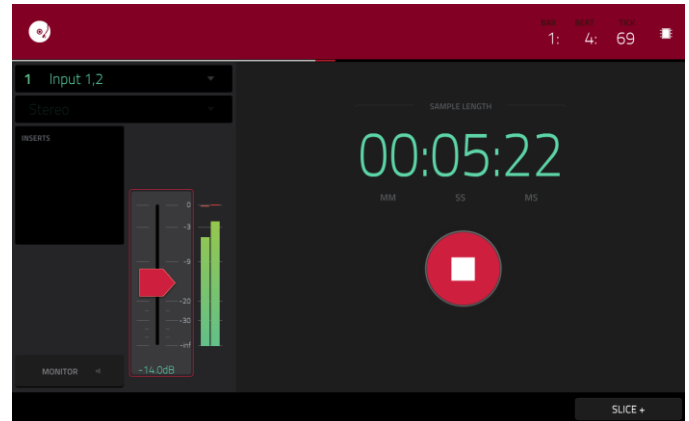 BAR BEAT TICK
1: 4: 69
1 Input 1,2
Stereo
SAMPLE LENGTH
INSERTS
00:05:22
MM SS MS
0
-3
-9
-20
-30
-inf
MONITOR
-14.0dB
SLICE +